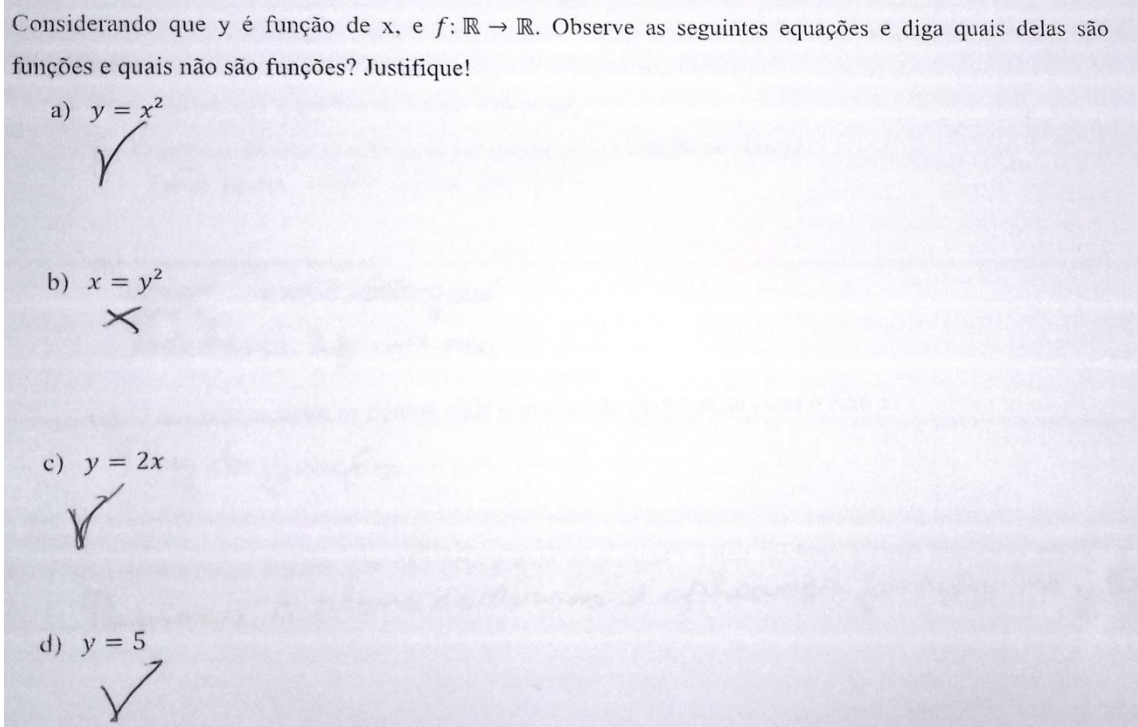 Considerando que y é função de x, e f: ℝ → ℝ. Observe as seguintes equações e diga quais delas são
funções e quais não são funções? Justifique!
a) y = x²
b) x = y²
c) y = 2x
d) y = 5